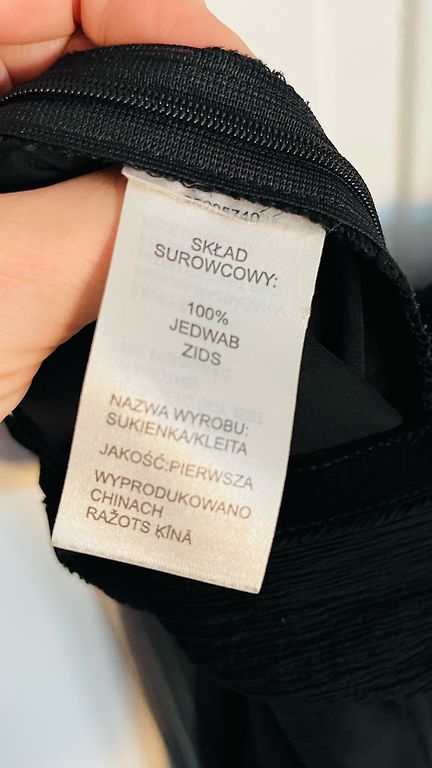 SKŁAD
SUROWCOWY:
100%
JEDWAB
ZIDS
NAZWA WYROBU:
SUKIENKA/KLEITA
JAKOŚĆ:PIERWSZA
WYPRODUKOWANO
CHINACH
RAŽOTS ĶĪNĀ